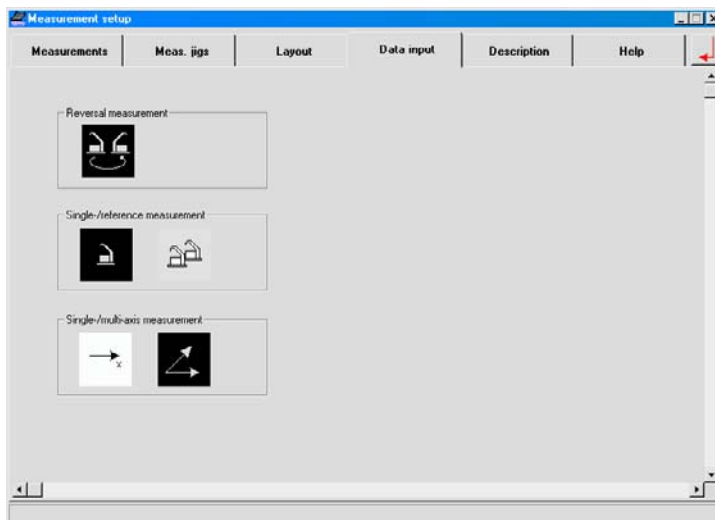 Measurement setup
Measurements Meas. jigs Layout Data input Description Help
Reversal measurement
Single-/reference measurement
Single-/multi-axis measurement
x